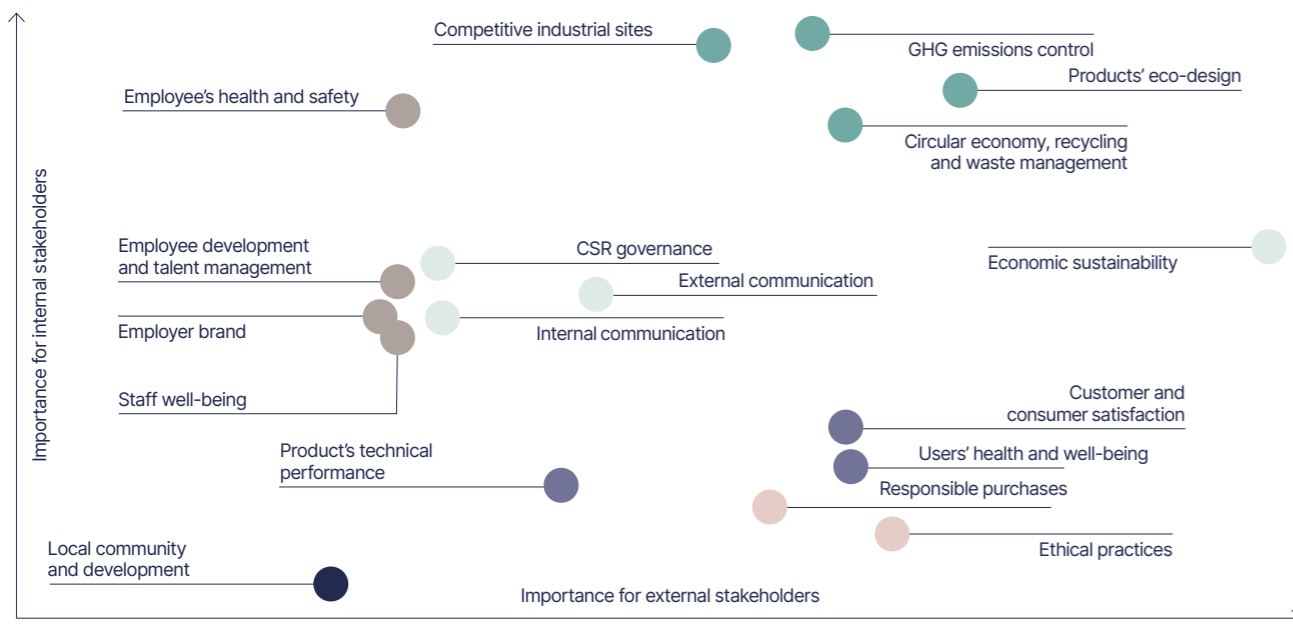 Competitive industrial sites
GHG emissions control
Products’ eco-design
Employee’s health and safety
Circular economy, recycling
and waste management
Importance for internal stakeholders
Employee development
and talent management
CSR governance
Economic sustainability
External communication
Employer brand
Internal communication
Staff well-being
Customer and
consumer satisfaction
Product’s technical
performance
Users’ health and well-being
Responsible purchases
Ethical practices
Local community
and development
Importance for external stakeholders